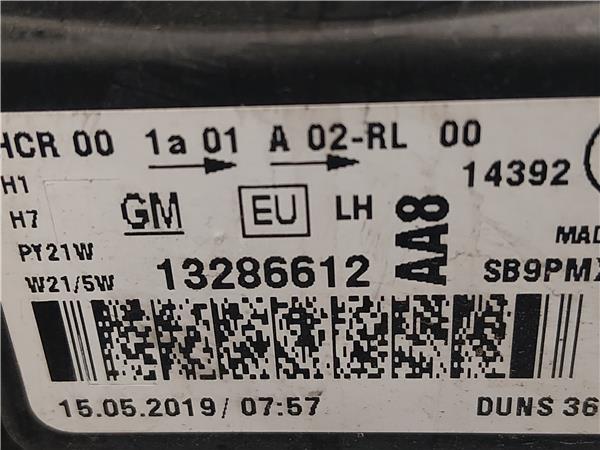 HCR 00 1a 01 A 02-RL 00
14392
H1
H7
PY21W
W21/5W
GM EU LH AA8
13286612
SB9PM
15.05.2019/ 07:57
DUNS 36